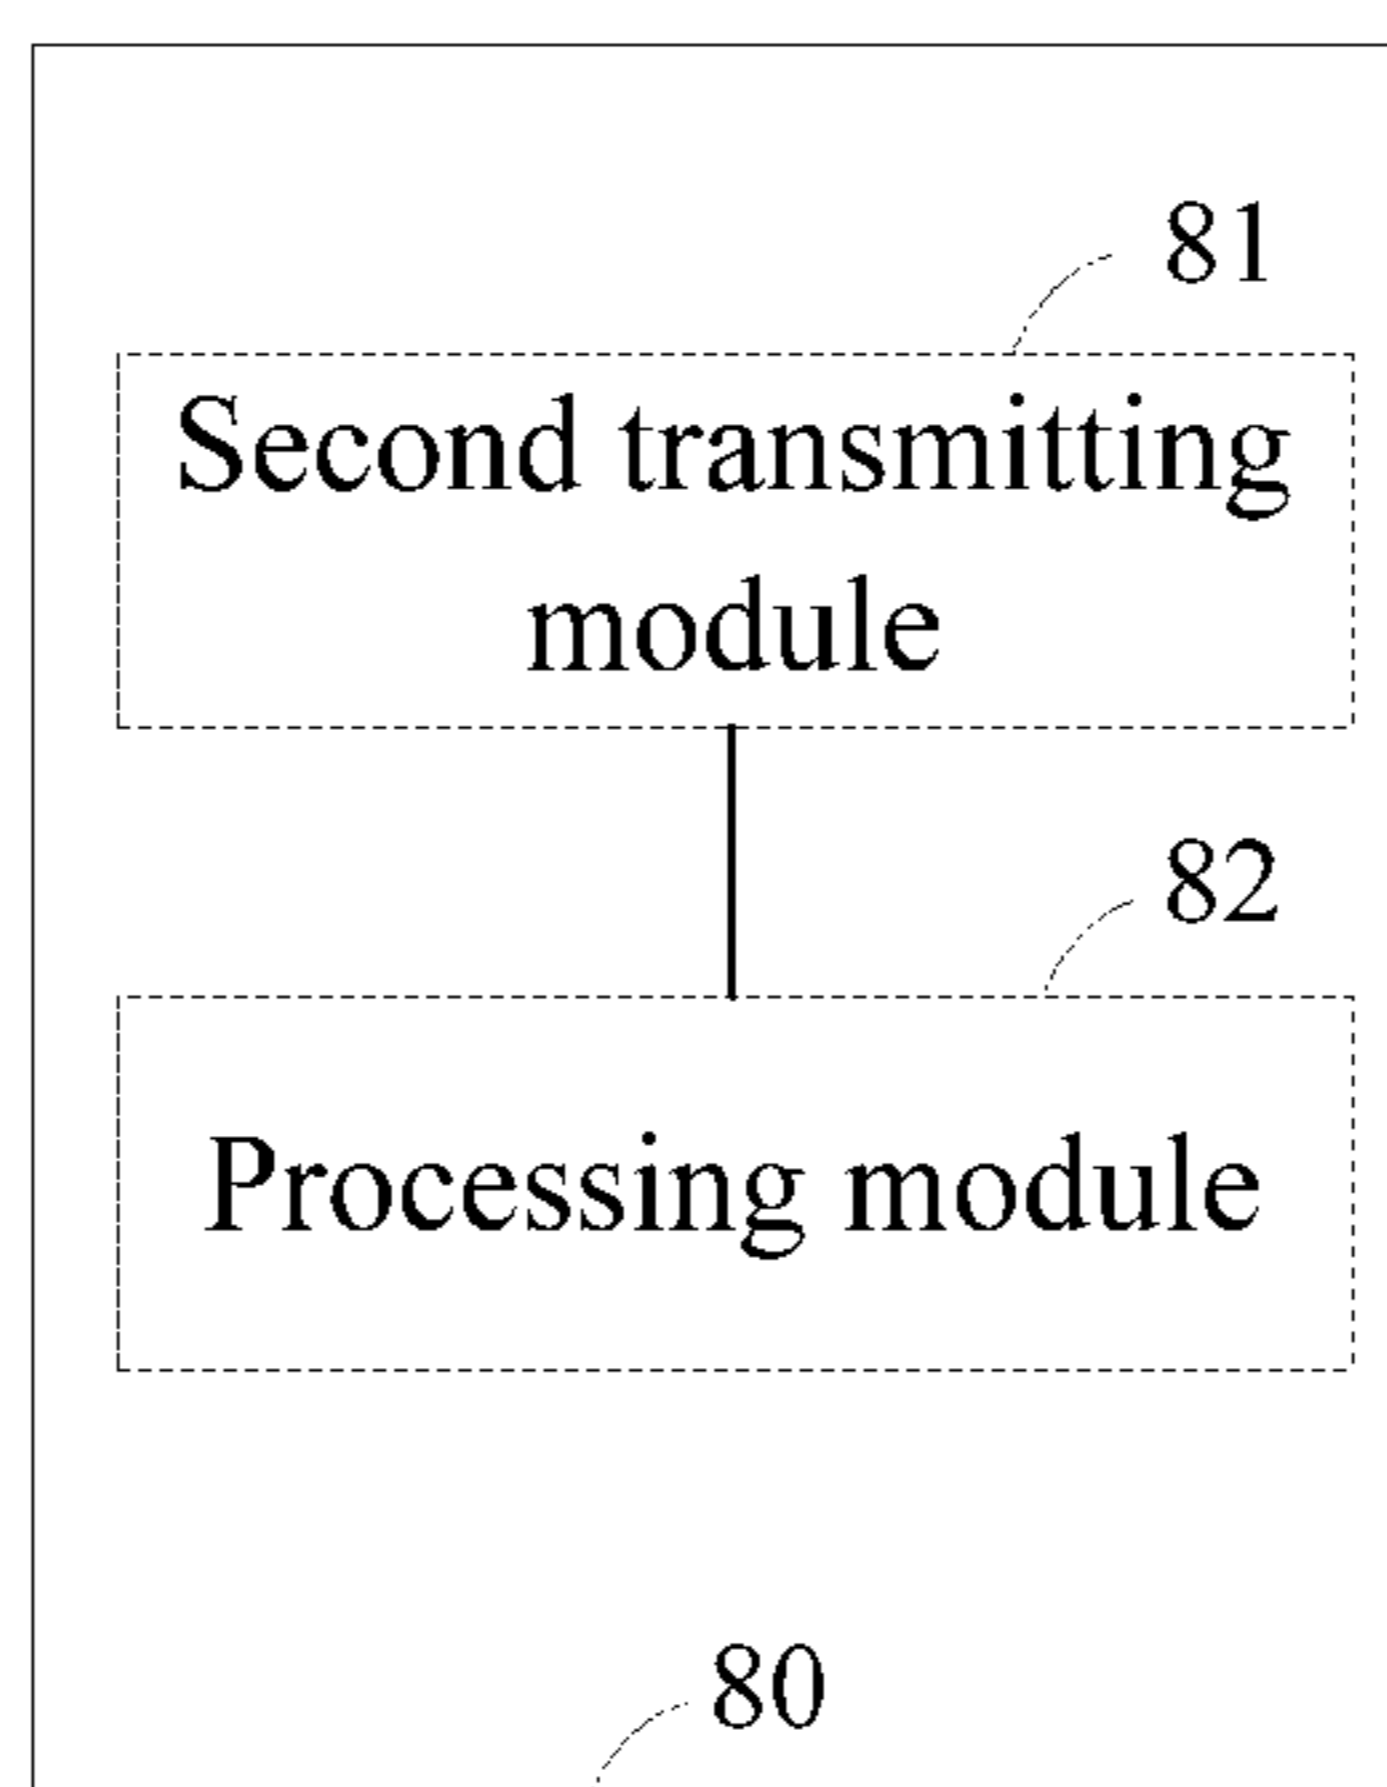 81
Second transmitting
module
82
Processing module
80